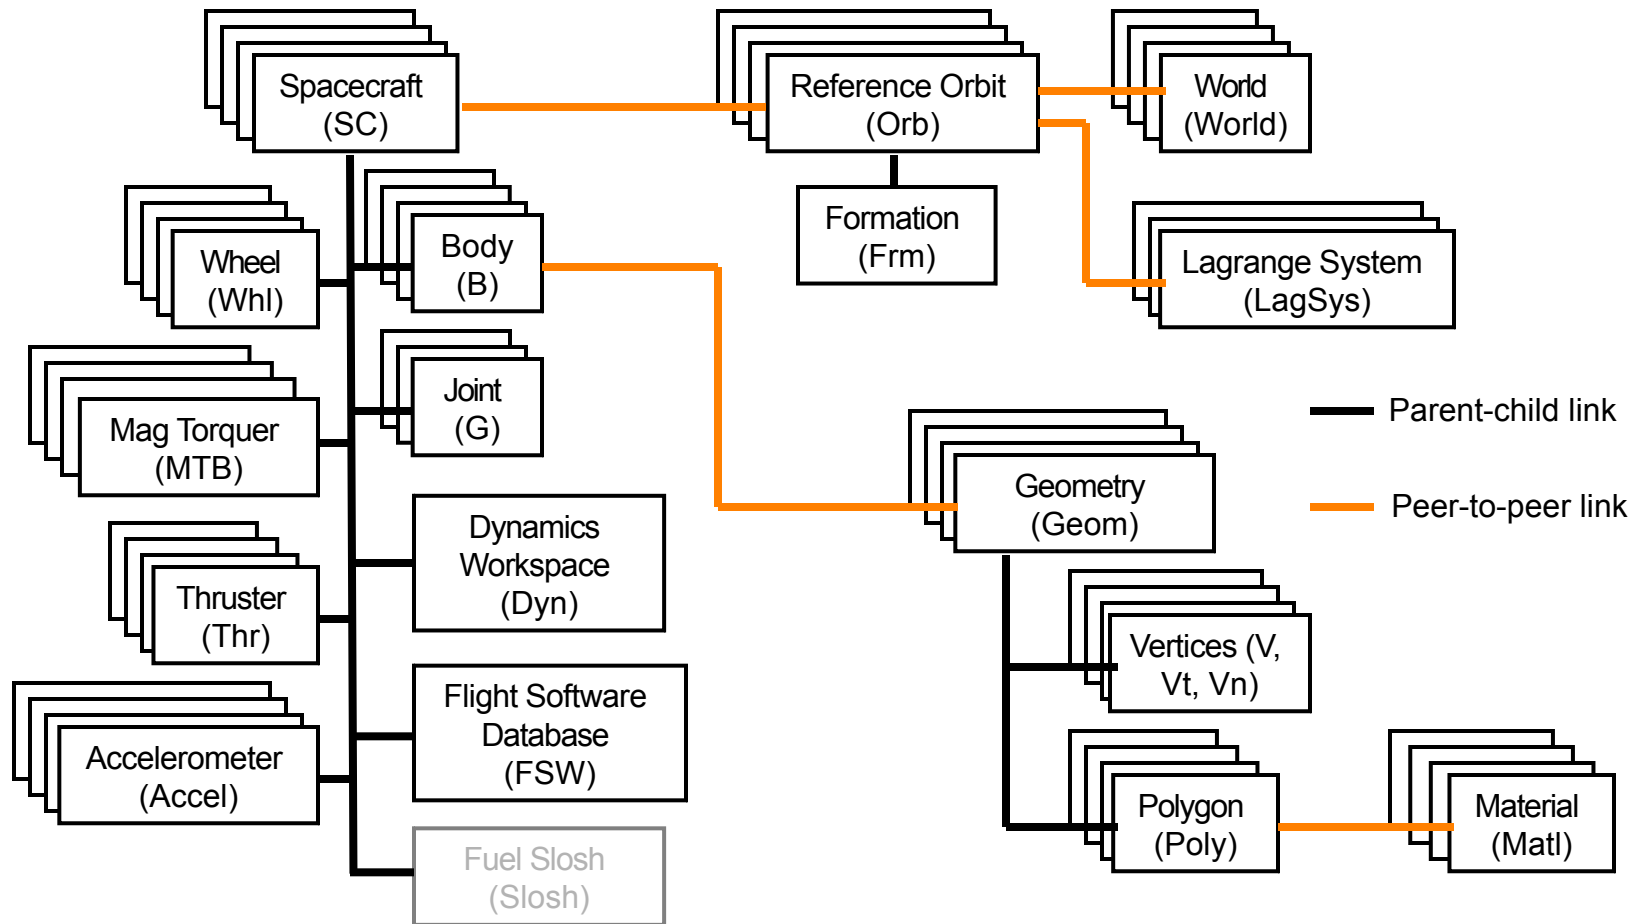 Spacecraft
(SC)
Reference Orbit
(Orb)
World
(World)
Formation
(Frm)
Lagrange System
(LagSys)
Wheel
(Whl)
Body
(B)
Mag Torquer
(MTB)
Joint
(G)
Parent-child link
Peer-to-peer link
Geometry
(Geom)
Dynamics
Workspace
(Dyn)
Thruster
(Thr)
Vertices (V,
Vt, Vn)
Flight Software
Database
(FSW)
Accelerometer
(Accel)
Polygon
(Poly)
Material
(Matl)
Fuel Slosh
(Slosh)